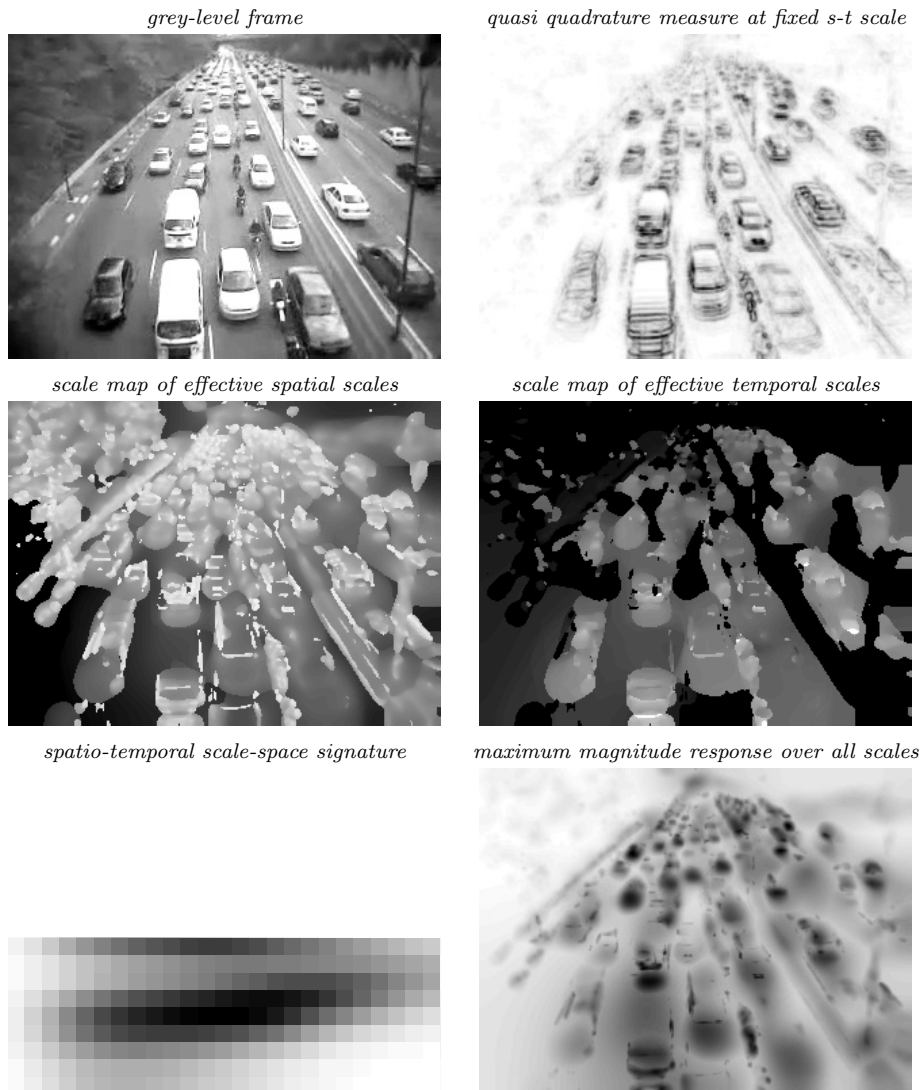 grey-level frame
quasi quadrature measure at fixed s-t scale
scale map of effective spatial scales
scale map of effective temporal scales
spatio-temporal scale-space signature
maximum magnitude response over all scales